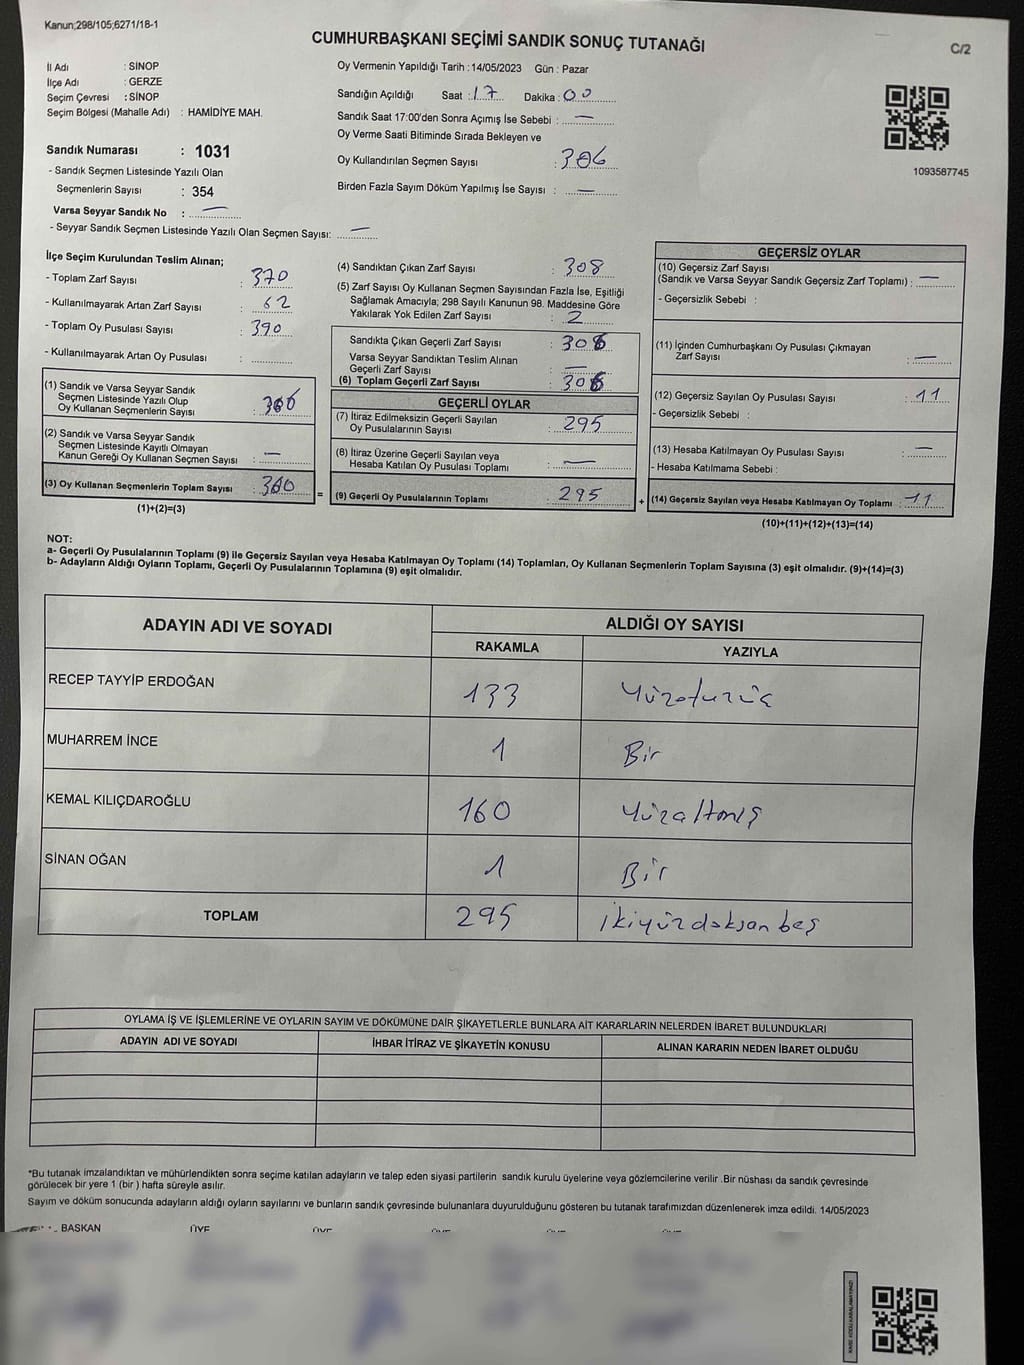 Kanun;298/105;6271/18-1
CUMHURBAŞKANI SEÇİMİ SANDIK SONUÇ TUTANAĞI
C/2
İl Adı : SİNOP
İlçe Adı : GERZE
Seçim Çevresi : SİNOP
Seçim Bölgesi (Mahalle Adı) : HAMİDİYE MAH.
Sandık Numarası : 1031
- Sandık Seçmen Listesinde Yazılı Olan
Seçmenlerin Sayısı : 354
Varsa Seyyar Sandık No : —
- Seyyar Sandık Seçmen Listesinde Yazılı Olan Seçmen Sayısı: —
Oy Vermenin Yapıldığı Tarih : 14/05/2023 Gün : Pazar
Sandığın Açıldığı Saat : 17 Dakika : 00
Sandık Saat 17:00'den Sonra Açımış İse Sebebi : —
Oy Verme Saati Bitiminde Sırada Bekleyen ve
Oy Kullandırılan Seçmen Sayısı : 306
Birden Fazla Sayım Döküm Yapılmış İse Sayısı : —
1093587745
İlçe Seçim Kurulundan Teslim Alınan;
- Toplam Zarf Sayısı : 370
- Kullanılmayarak Artan Zarf Sayısı : 62
- Toplam Oy Pusulası Sayısı : 390
- Kullanılmayarak Artan Oy Pusulası :
(1) Sandık ve Varsa Seyyar Sandık
Seçmen Listesinde Yazılı Olup
Oy Kullanan Seçmenlerin Sayısı :
(2) Sandık ve Varsa Seyyar Sandık
Seçmen Listesinde Kayıtlı Olmayan
Kanun Gereği Oy Kullanan Seçmen Sayısı : —
(3) Oy Kullanan Seçmenlerin Toplam Sayısı :
(1)+(2)=(3)
=
(4) Sandıktan Çıkan Zarf Sayısı : 308
(5) Zarf Sayısı Oy Kullanan Seçmen Sayısından Fazla İse, Eşitliği
Sağlamak Amacıyla; 298 Sayılı Kanunun 98. Maddesine Göre
Yakılarak Yok Edilen Zarf Sayısı : 2
Sandıkta Çıkan Geçerli Zarf Sayısı : 306
Varsa Seyyar Sandıktan Teslim Alınan
Geçerli Zarf Sayısı : —
(6) Toplam Geçerli Zarf Sayısı : 306
GEÇERLİ OYLAR
(7) İtiraz Edilmeksizin Geçerli Sayılan
Oy Pusulalarının Sayısı : 295
(8) İtiraz Üzerine Geçerli Sayılan veya
Hesaba Katılan Oy Pusulası Toplamı : —
(9) Geçerli Oy Pusulalarının Toplamı : 295
+
GEÇERSİZ OYLAR
(10) Geçersiz Zarf Sayısı
(Sandık ve Varsa Seyyar Sandık Geçersiz Zarf Toplamı) : —
- Geçersizlik Sebebi :
(11) İçinden Cumhurbaşkanı Oy Pusulası Çıkmayan
Zarf Sayısı : —
(12) Geçersiz Sayılan Oy Pusulası Sayısı : 11
- Geçersizlik Sebebi :
(13) Hesaba Katılmayan Oy Pusulası Sayısı : —
- Hesaba Katılmama Sebebi :
(14) Geçersiz Sayılan veya Hesaba Katılmayan Oy Toplamı : 11
(10)+(11)+(12)+(13)=(14)
NOT:
a- Geçerli Oy Pusulalarının Toplamı (9) ile Geçersiz Sayılan veya Hesaba Katılmayan Oy Toplamı (14) Toplamları, Oy Kullanan Seçmenlerin Toplam Sayısına (3) eşit olmalıdır. (9)+(14)=(3)
b- Adayların Aldığı Oyların Toplamı, Geçerli Oy Pusulalarının Toplamına (9) eşit olmalıdır.
ADAYIN ADI VE SOYADI
ALDIĞI OY SAYISI
RAKAMLA YAZIYLA
RECEP TAYYİP ERDOĞAN 133 Yüzotuzüç
MUHARREM İNCE 1 Bir
KEMAL KILIÇDAROĞLU 160 Yüzaltmış
SİNAN OĞAN 1 Bir
TOPLAM 295 ikiyüzdoksanbeş
OYLAMA İŞ VE İŞLEMLERİNE VE OYLARIN SAYIM VE DÖKÜMÜNE DAİR ŞİKAYETLERLE BUNLARA AİT KARARLARIN NELERDEN İBARET BULUNDUKLARI
ADAYIN ADI VE SOYADI İHBAR İTİRAZ VE ŞİKAYETİN KONUSU ALINAN KARARIN NEDEN İBARET OLDUĞU
*Bu tutanak imzalandıktan ve mühürlendikten sonra seçime katılan adayların ve talep eden siyasi partilerin sandık kurulu üyelerine veya gözlemcilerine verilir .Bir nüshası da sandık çevresinde
görülecek bir yere 1 (bir ) hafta süreyle asılır.
Sayım ve döküm sonucunda adayların aldığı oyların sayılarını ve bunların sandık çevresinde bulunanlara duyurulduğunu gösteren bu tutanak tarafımızdan düzenlenerek imza edildi. 14/05/2023
BAŞKAN ÜYE